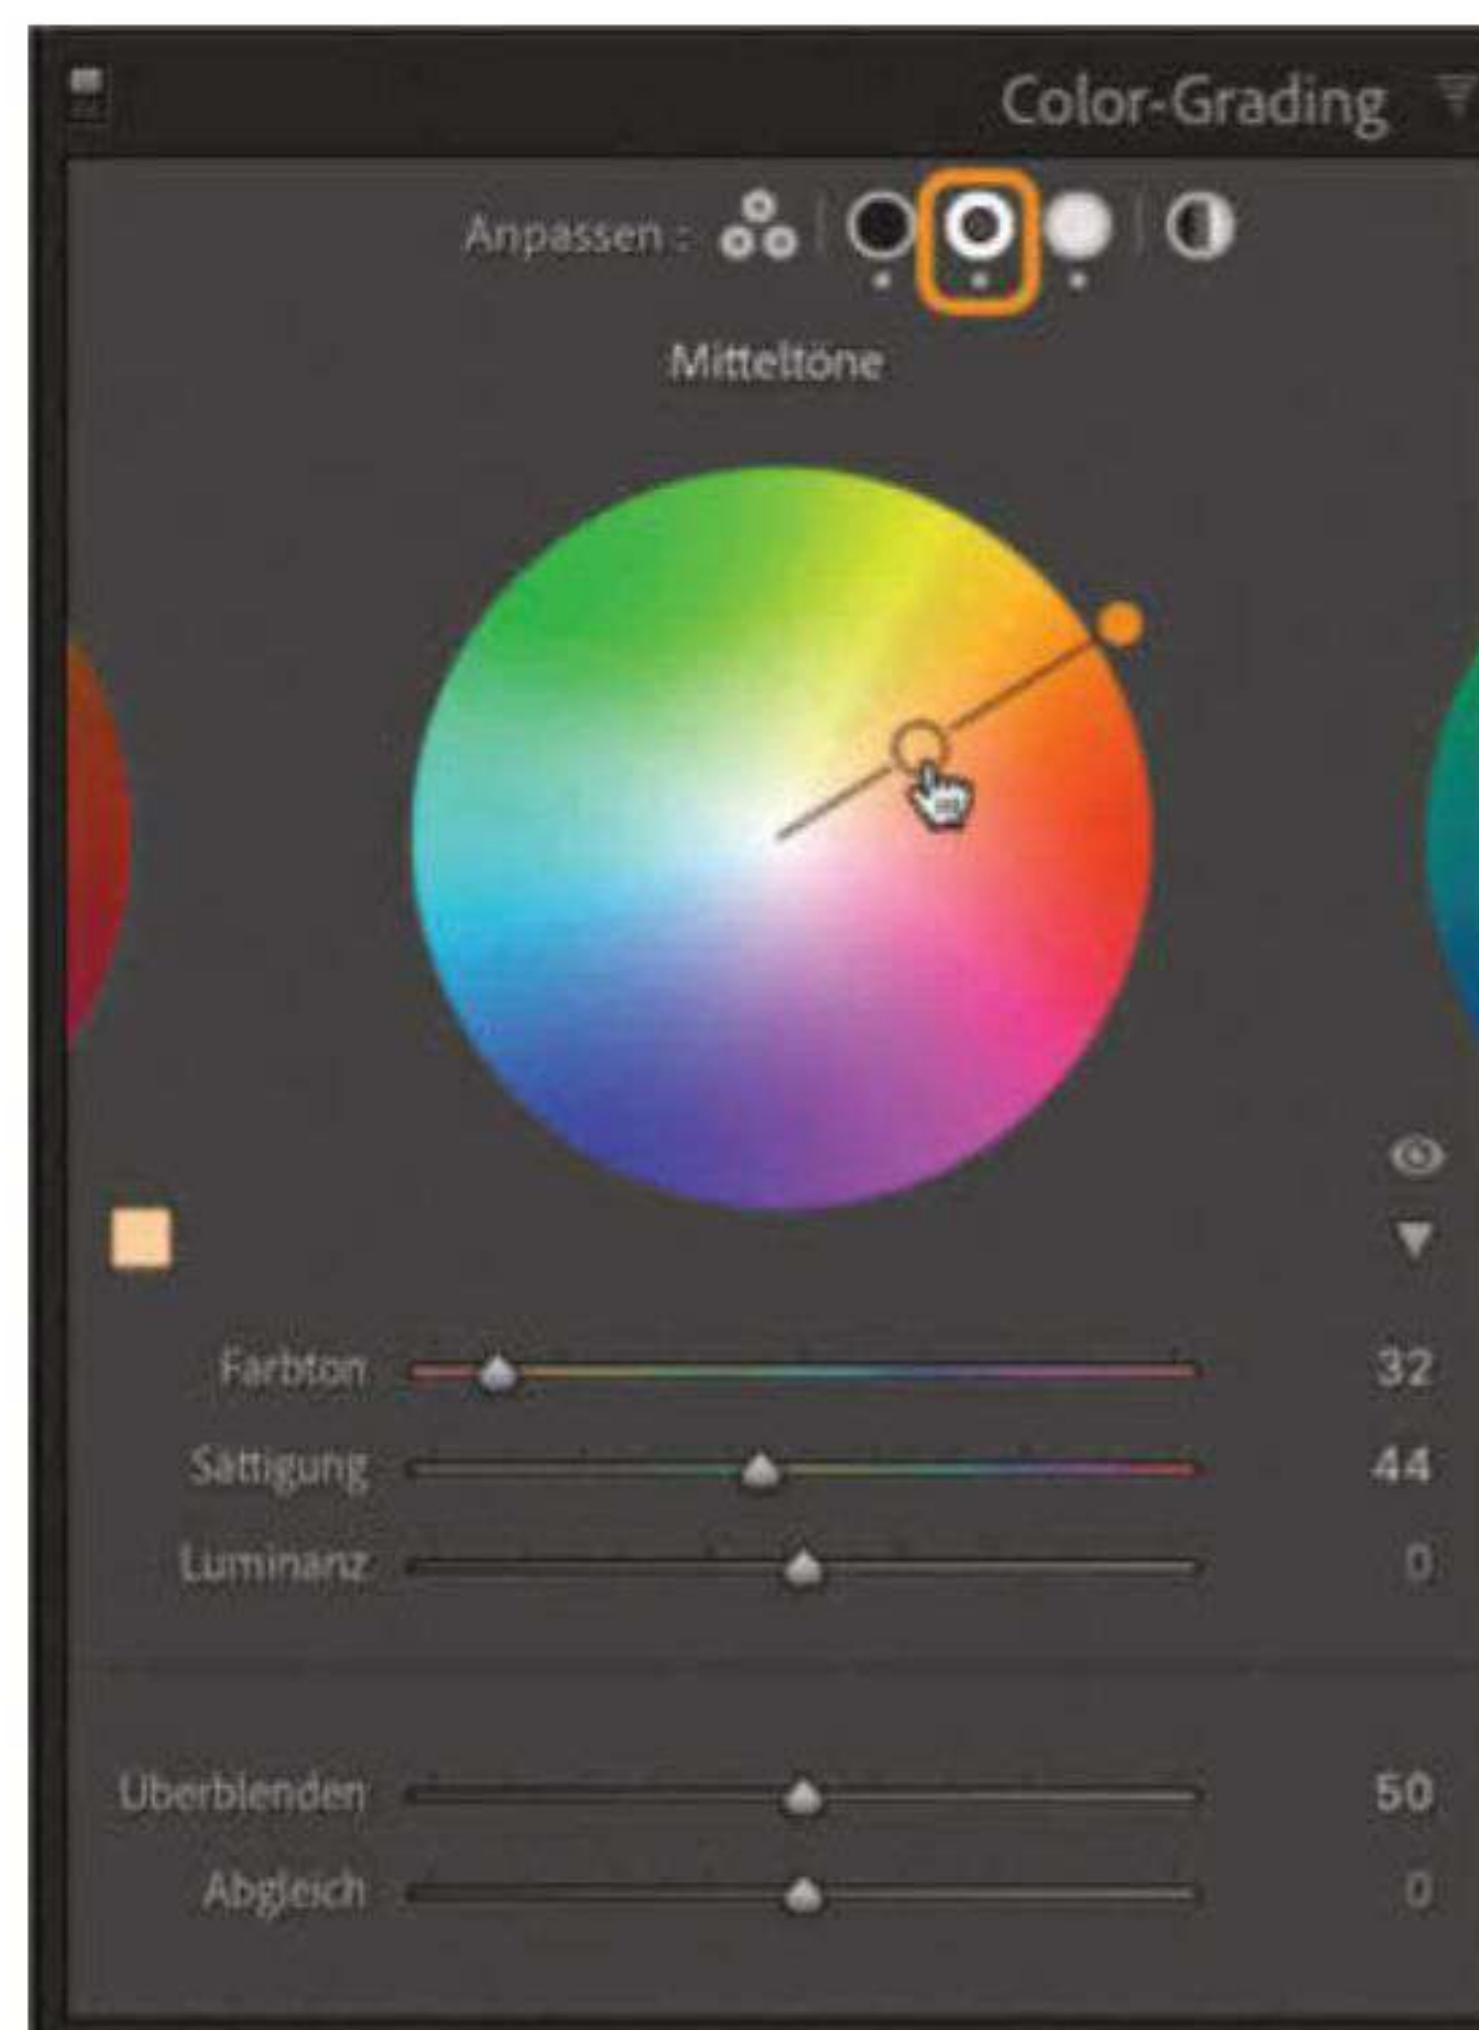 Color-Grading
Anpassen :
Mitteltöne
Farbton 32
Sättigung 44
Luminanz 0
Überblenden 50
Abgleich 0